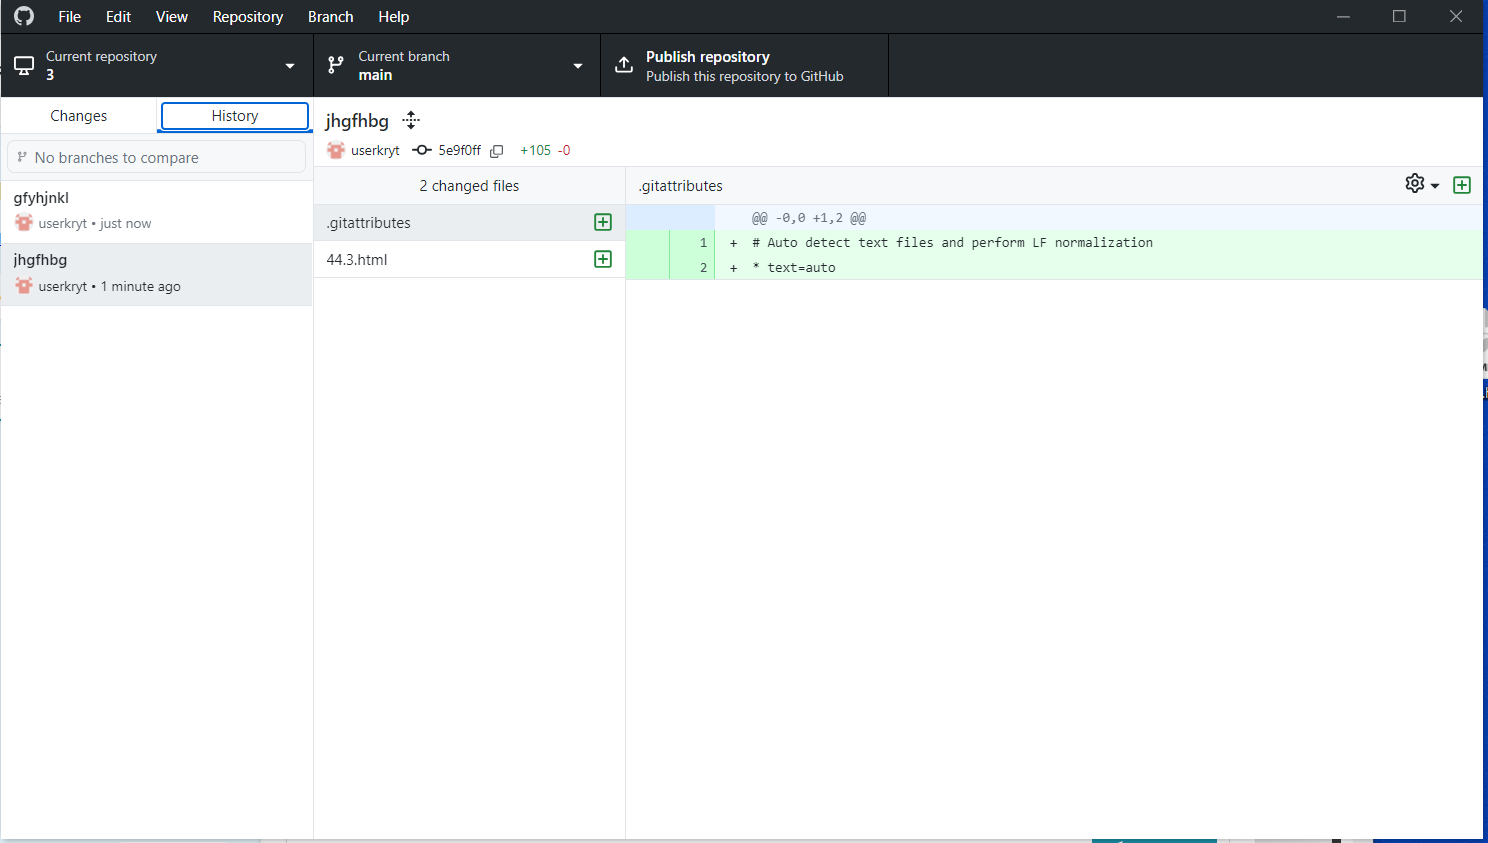 File Edit View Repository Branch Help
Current repository
3
Current branch
main
Publish repository
Publish this repository to GitHub
Changes
History
No branches to compare
gfyhjnkl
userkryt • just now
jhgfhbg
userkryt • 1 minute ago
jhgfhbg
userkryt 5e9f0ff +105 -0
2 changed files
.gitattributes
44.3.html
.gitattributes
@@ -0,0 +1,2 @@
1 + # Auto detect text files and perform LF normalization
2 + * text=auto